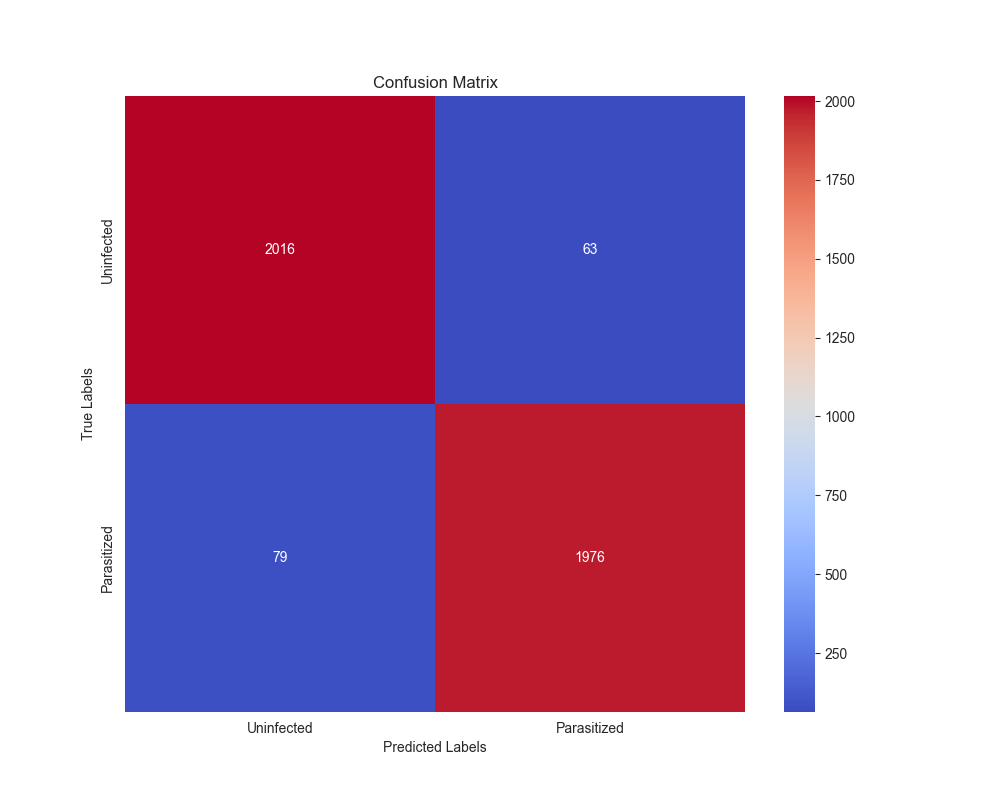 Confusion Matrix
2000
1750
1500
1250
1000
750
500
250
True Labels
Uninfected
Parasitized
2016
63
79
1976
Uninfected
Parasitized
Predicted Labels